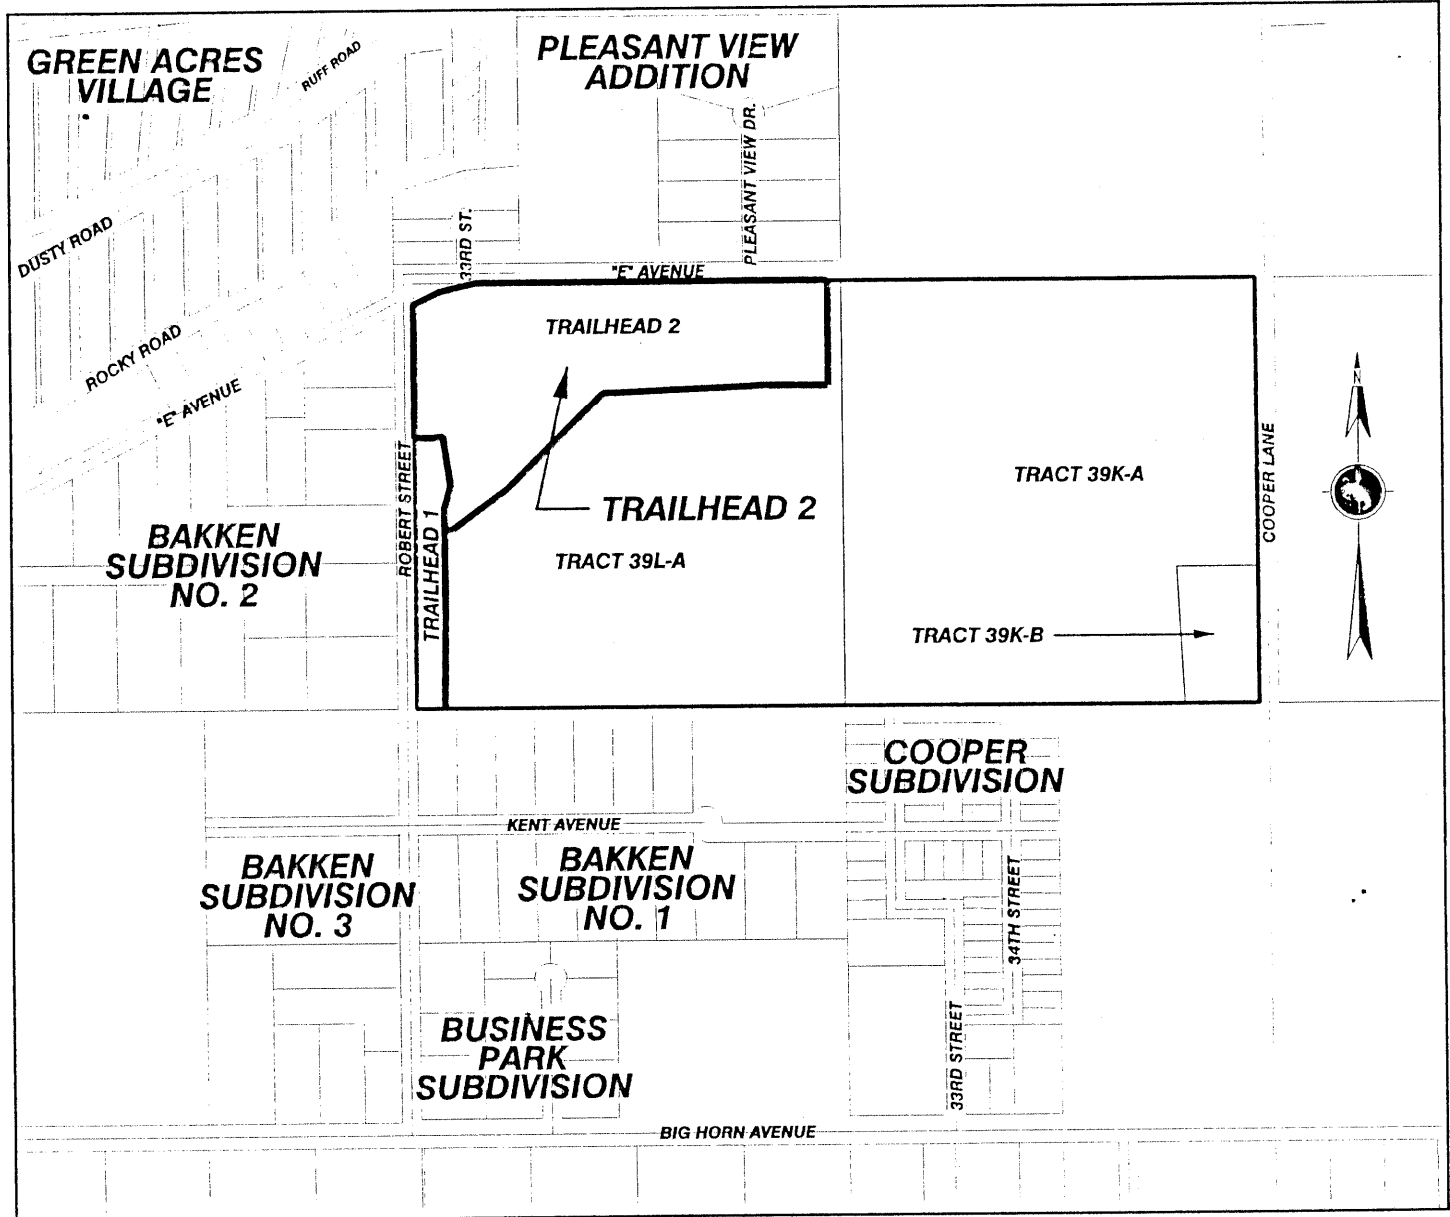 GREEN ACRES
VILLAGE
RUFF ROAD
PLEASANT VIEW
ADDITION
PLEASANT VIEW DR.
DUSTY ROAD
33RD ST.
"E" AVENUE
TRAILHEAD 2
ROCKY ROAD
"E" AVENUE
N
ROBERT STREET
TRAILHEAD 1
TRAILHEAD 2
TRACT 39K-A
COOPER LANE
BAKKEN
SUBDIVISION
NO. 2
TRACT 39L-A
TRACT 39K-B
COOPER
SUBDIVISION
KENT AVENUE
BAKKEN
SUBDIVISION
NO. 3
BAKKEN
SUBDIVISION
NO. 1
34TH STREET
33RD STREET
BUSINESS
PARK
SUBDIVISION
BIG HORN AVENUE